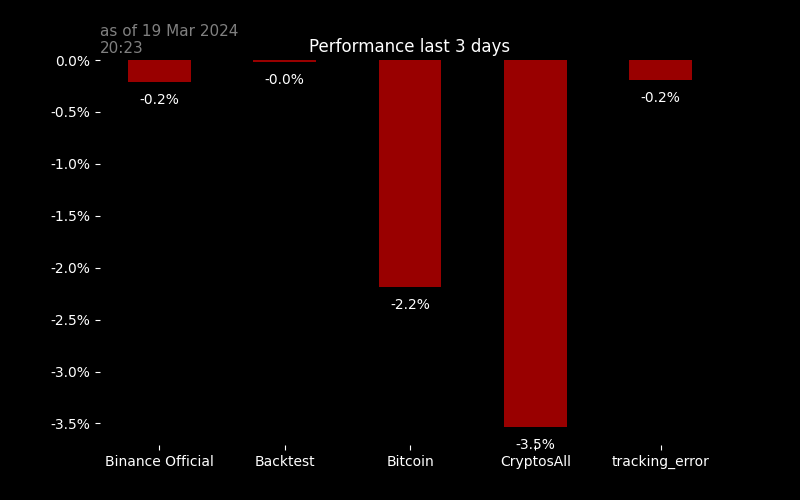 as of 19 Mar 2024
20:23
Performance last 3 days
0.0%
-0.5%
-1.0%
-1.5%
-2.0%
-2.5%
-3.0%
-3.5%
-0.2%
-0.0%
-2.2%
-3.5%
-0.2%
Binance Official
Backtest
Bitcoin
CryptosAll
tracking_error